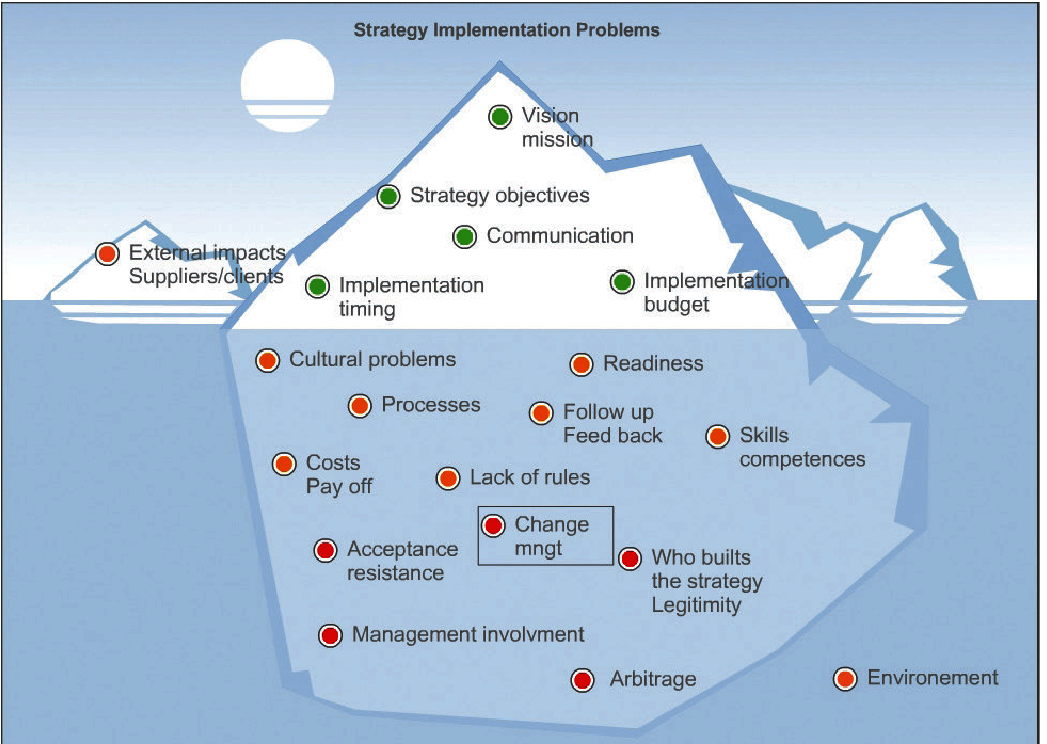 Strategy Implementation Problems
Vision
mission
Strategy objectives
Communication
External impacts
Suppliers/clients
Implementation
timing
Implementation
budget
Cultural problems
Readiness
Processes
Follow up
Feed back
Skills
competences
Costs
Pay off
Lack of rules
Change
mngt
Acceptance
resistance
Who builts
the strategy
Legitimity
Management involvment
Arbitrage
Environement